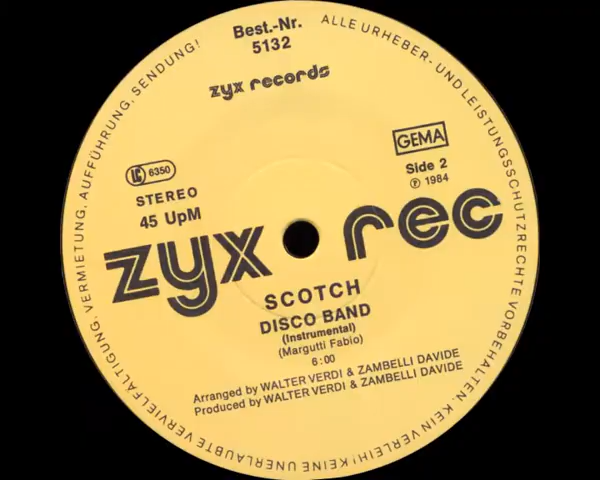 ALLE URHEBER- UND LEISTUNGSSCHUTZRECHTE VORBEHALTEN. KEIN VERLEIH! KEINE UNERLAUBTE VERVIELFÄLTIGUNG, VERMIETUNG, AUFFÜHRUNG, SENDUNG!
Best.-Nr.
5132
zyx records
GEMA
LC 6350
Side 2
STEREO
℗ 1984
45 UpM
zyx rec
SCOTCH
DISCO BAND
(Instrumental)
(Margutti Fabio)
6:00
Arranged by WALTER VERDI & ZAMBELLI DAVIDE
Produced by WALTER VERDI & ZAMBELLI DAVIDE